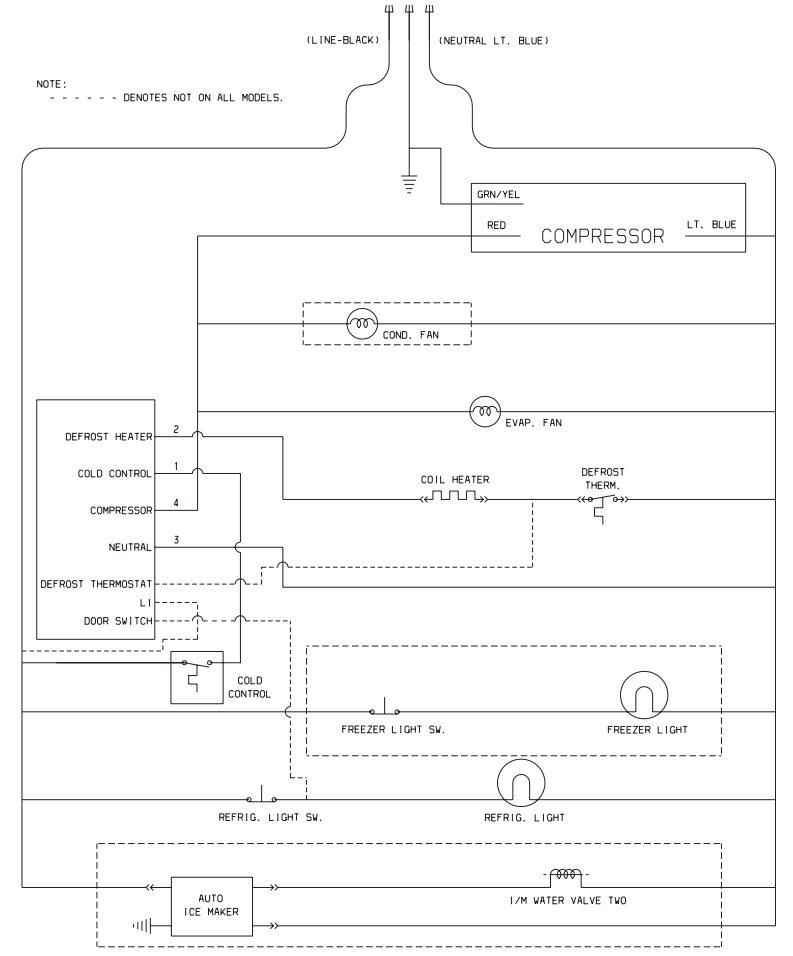 (LINE-BLACK)
(NEUTRAL LT. BLUE)
NOTE:
- - - - - - DENOTES NOT ON ALL MODELS.
GRN/YEL
RED
COMPRESSOR
LT. BLUE
COND. FAN
EVAP. FAN
DEFROST HEATER
2
COLD CONTROL
1
COIL HEATER
DEFROST
THERM.
COMPRESSOR
4
NEUTRAL
3
DEFROST THERMOSTAT
L1
DOOR SWITCH
COLD
CONTROL
FREEZER LIGHT SW.
FREEZER LIGHT
REFRIG. LIGHT SW.
REFRIG. LIGHT
AUTO
ICE MAKER
I/M WATER VALVE TWO